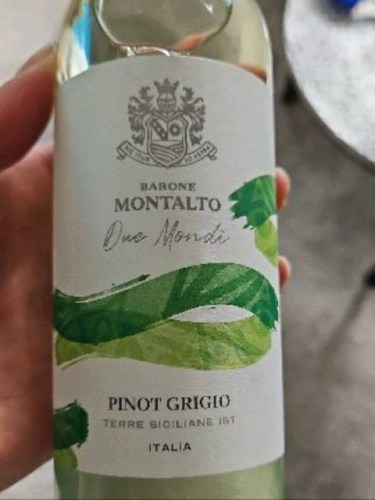 BARONE
MONTALTO
Due Mondi
PINOT GRIGIO
TERRE SICILIANE IGT
ITALIA